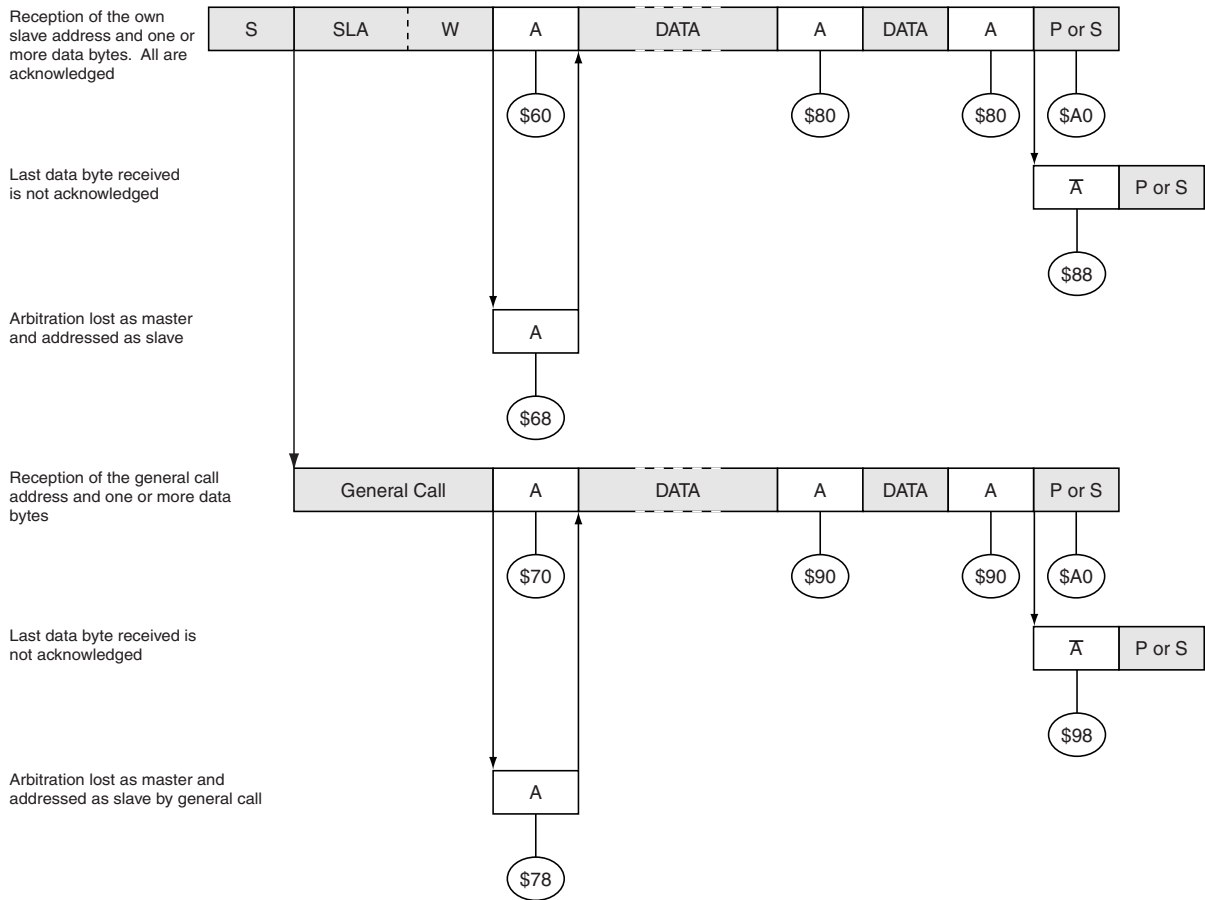 Reception of the own
slave address and one or
more data bytes. All are
acknowledged
S SLA W A DATA A DATA A P or S
$60 $80 $80 $A0
Last data byte received
is not acknowledged
A̅ P or S
$88
Arbitration lost as master
and addressed as slave
A
$68
Reception of the general call
address and one or more data
bytes
General Call A DATA A DATA A P or S
$70 $90 $90 $A0
Last data byte received is
not acknowledged
A̅ P or S
$98
Arbitration lost as master and
addressed as slave by general call
A
$78